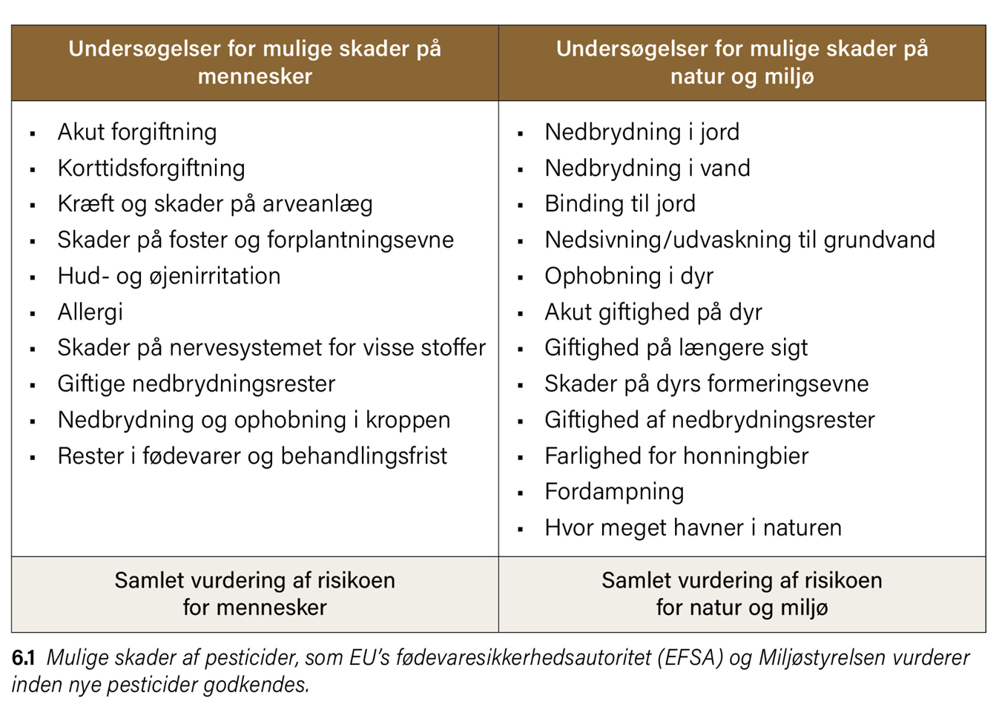 Undersøgelser for mulige skader på
mennesker
Undersøgelser for mulige skader på
natur og miljø
▪ Akut forgiftning
▪ Korttidsforgiftning
▪ Kræft og skader på arveanlæg
▪ Skader på foster og forplantningsevne
▪ Hud- og øjenirritation
▪ Allergi
▪ Skader på nervesystemet for visse stoffer
▪ Giftige nedbrydningsrester
▪ Nedbrydning og ophobning i kroppen
▪ Rester i fødevarer og behandlingsfrist
▪ Nedbrydning i jord
▪ Nedbrydning i vand
▪ Binding til jord
▪ Nedsivning/udvaskning til grundvand
▪ Ophobning i dyr
▪ Akut giftighed på dyr
▪ Giftighed på længere sigt
▪ Skader på dyrs formeringsevne
▪ Giftighed af nedbrydningsrester
▪ Farlighed for honningbier
▪ Fordampning
▪ Hvor meget havner i naturen
Samlet vurdering af risikoen
for mennesker
Samlet vurdering af risikoen
for natur og miljø
6.1 Mulige skader af pesticider, som EU's fødevaresikkerhedsautoritet (EFSA) og Miljøstyrelsen vurderer
inden nye pesticider godkendes.